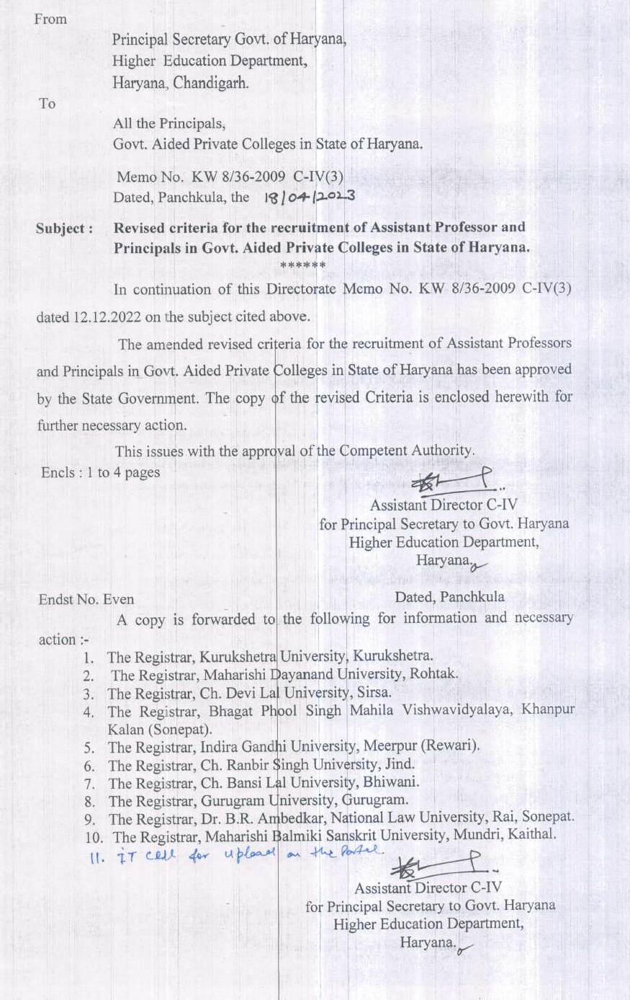 From
Principal Secretary Govt. of Haryana,
Higher Education Department,
Haryana, Chandigarh.
To
All the Principals,
Govt. Aided Private Colleges in State of Haryana.
Memo No. KW 8/36-2009 C-IV(3)
Dated, Panchkula, the 18/04/2023
Subject : Revised criteria for the recruitment of Assistant Professor and
Principals in Govt. Aided Private Colleges in State of Haryana.
******
In continuation of this Directorate Memo No. KW 8/36-2009 C-IV(3)
dated 12.12.2022 on the subject cited above.
The amended revised criteria for the recruitment of Assistant Professors
and Principals in Govt. Aided Private Colleges in State of Haryana has been approved
by the State Government. The copy of the revised Criteria is enclosed herewith for
further necessary action.
This issues with the approval of the Competent Authority.
Encls : 1 to 4 pages
Assistant Director C-IV
for Principal Secretary to Govt. Haryana
Higher Education Department,
Haryana.
Endst No. Even Dated, Panchkula
A copy is forwarded to the following for information and necessary
action :-
1. The Registrar, Kurukshetra University, Kurukshetra.
2. The Registrar, Maharishi Dayanand University, Rohtak.
3. The Registrar, Ch. Devi Lal University, Sirsa.
4. The Registrar, Bhagat Phool Singh Mahila Vishwavidyalaya, Khanpur
Kalan (Sonepat).
5. The Registrar, Indira Gandhi University, Meerpur (Rewari).
6. The Registrar, Ch. Ranbir Singh University, Jind.
7. The Registrar, Ch. Bansi Lal University, Bhiwani.
8. The Registrar, Gurugram University, Gurugram.
9. The Registrar, Dr. B.R. Ambedkar, National Law University, Rai, Sonepat.
10. The Registrar, Maharishi Balmiki Sanskrit University, Mundri, Kaithal.
11. IT cell for upload on the Portal.
Assistant Director C-IV
for Principal Secretary to Govt. Haryana
Higher Education Department,
Haryana.